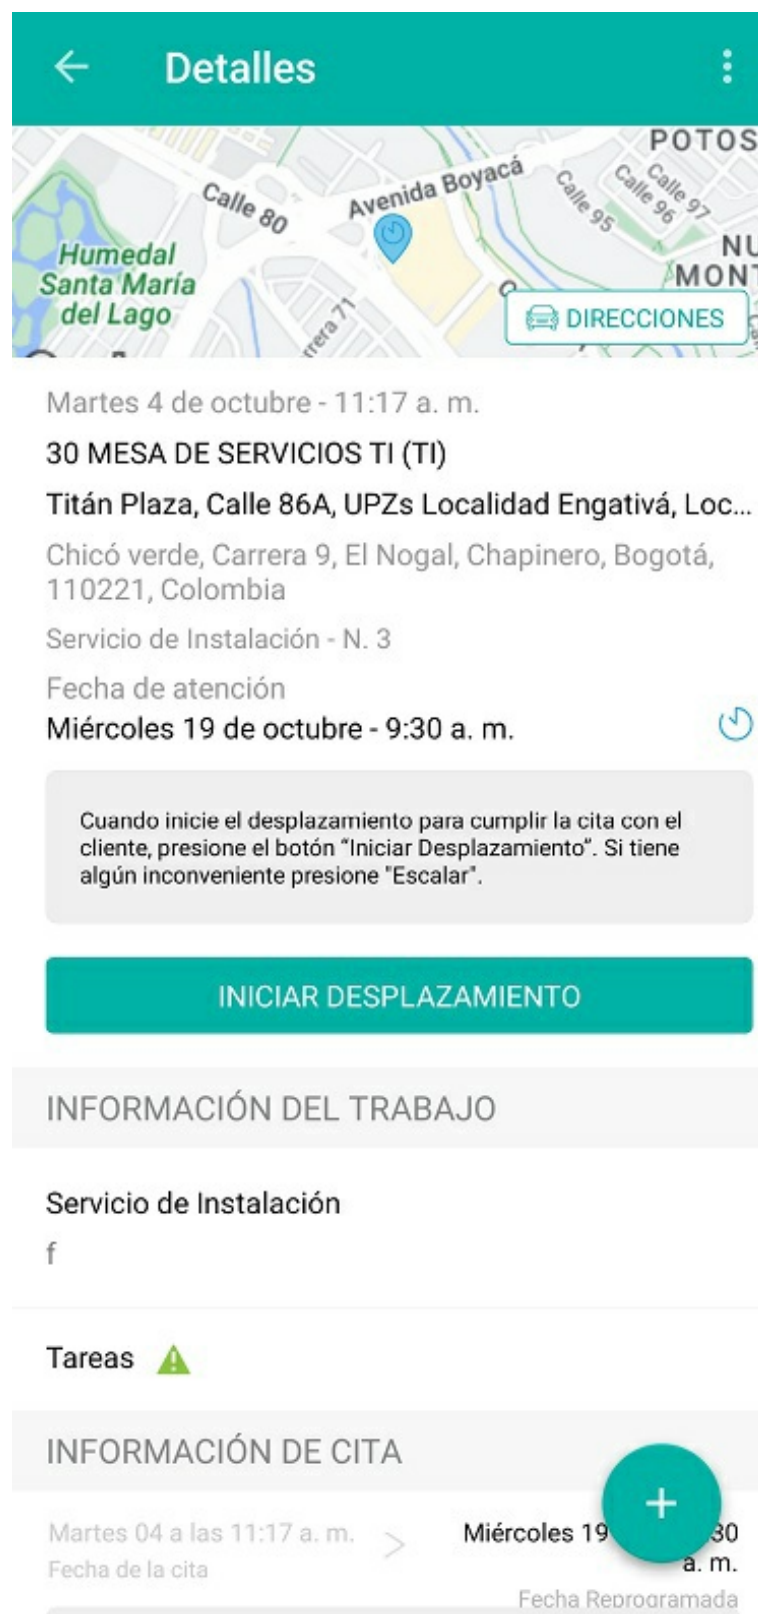 Detalles
POTOS
Calle 80
Avenida Boyacá
Calle 95
Calle 96
Calle 97
Humedal
Santa María
del Lago
NU
MONT
rrera 71
DIRECCIONES
Martes 4 de octubre - 11:17 a. m.
30 MESA DE SERVICIOS TI (TI)
Titán Plaza, Calle 86A, UPZs Localidad Engativá, Loc...
Chicó verde, Carrera 9, El Nogal, Chapinero, Bogotá,
110221, Colombia
Servicio de Instalación - N. 3
Fecha de atención
Miércoles 19 de octubre - 9:30 a. m.
Cuando inicie el desplazamiento para cumplir la cita con el
cliente, presione el botón “Iniciar Desplazamiento”. Si tiene
algún inconveniente presione "Escalar".
INICIAR DESPLAZAMIENTO
INFORMACIÓN DEL TRABAJO
Servicio de Instalación
f
Tareas
INFORMACIÓN DE CITA
+
Martes 04 a las 11:17 a. m.
>
Miércoles 19
30
a. m.
Fecha de la cita
Fecha Reprogramada